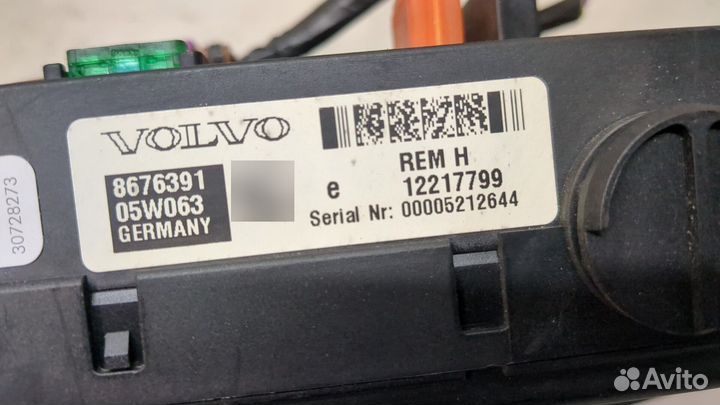 VOLVO
8676391
05W063
GERMANY
REM H
e 12217799
Serial Nr: 00005212644
30728273
Avito